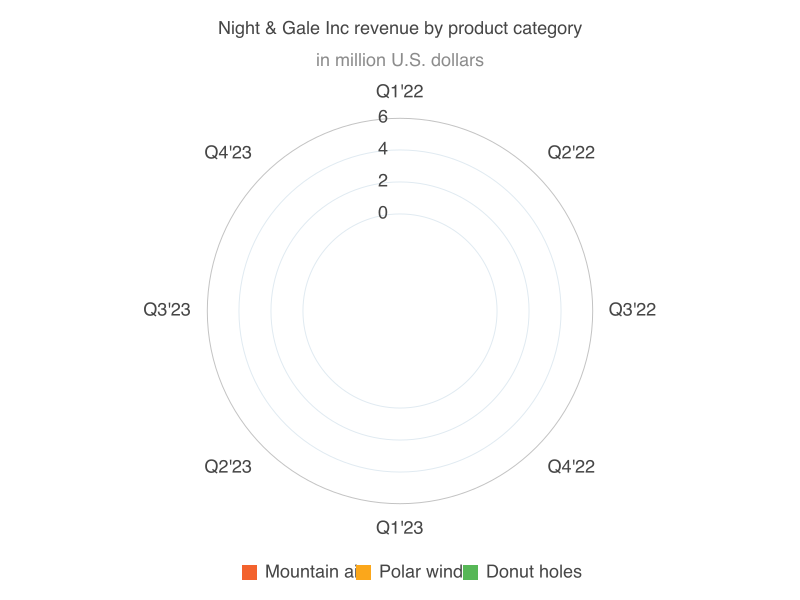 Night & Gale Inc revenue by product category
in million U.S. dollars
Q1'22
6
Q4'23
4
Q2'22
2
0
Q3'23
Q3'22
Q2'23
Q4'22
Q1'23
Mountain ai Polar wind Donut holes